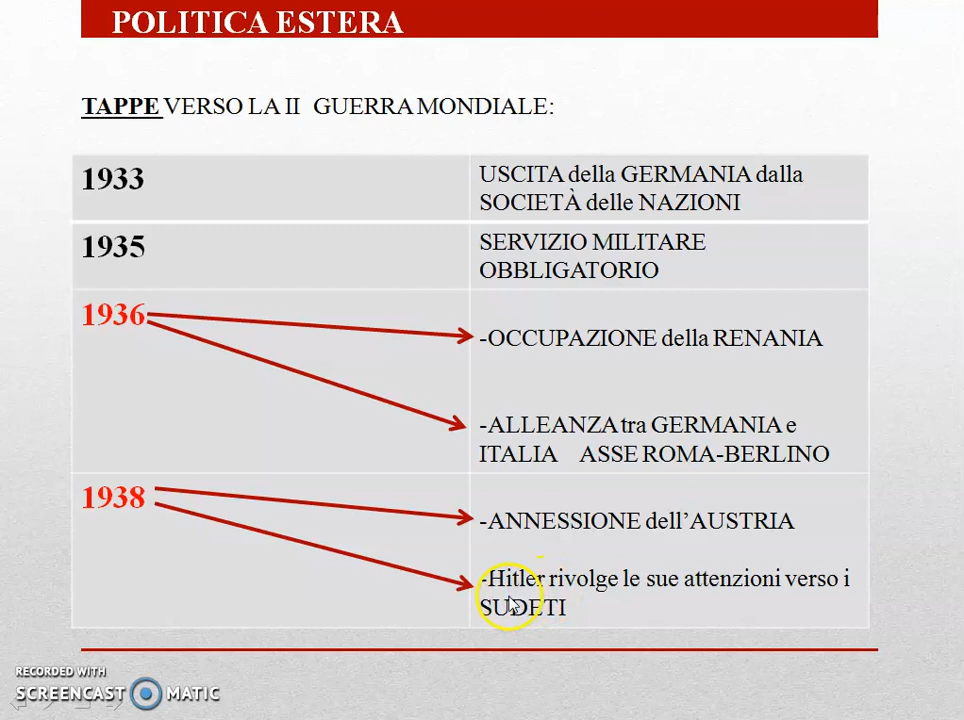 POLITICA ESTERA
TAPPE VERSO LA II GUERRA MONDIALE:
1933
USCITA della GERMANIA dalla
SOCIETÀ delle NAZIONI
1935
SERVIZIO MILITARE
OBBLIGATORIO
1936
-OCCUPAZIONE della RENANIA
-ALLEANZA tra GERMANIA e
ITALIA ASSE ROMA-BERLINO
1938
-ANNESSIONE dell’AUSTRIA
-Hitler rivolge le sue attenzioni verso i
SUDETI
RECORDED WITH
SCREENCAST MATIC